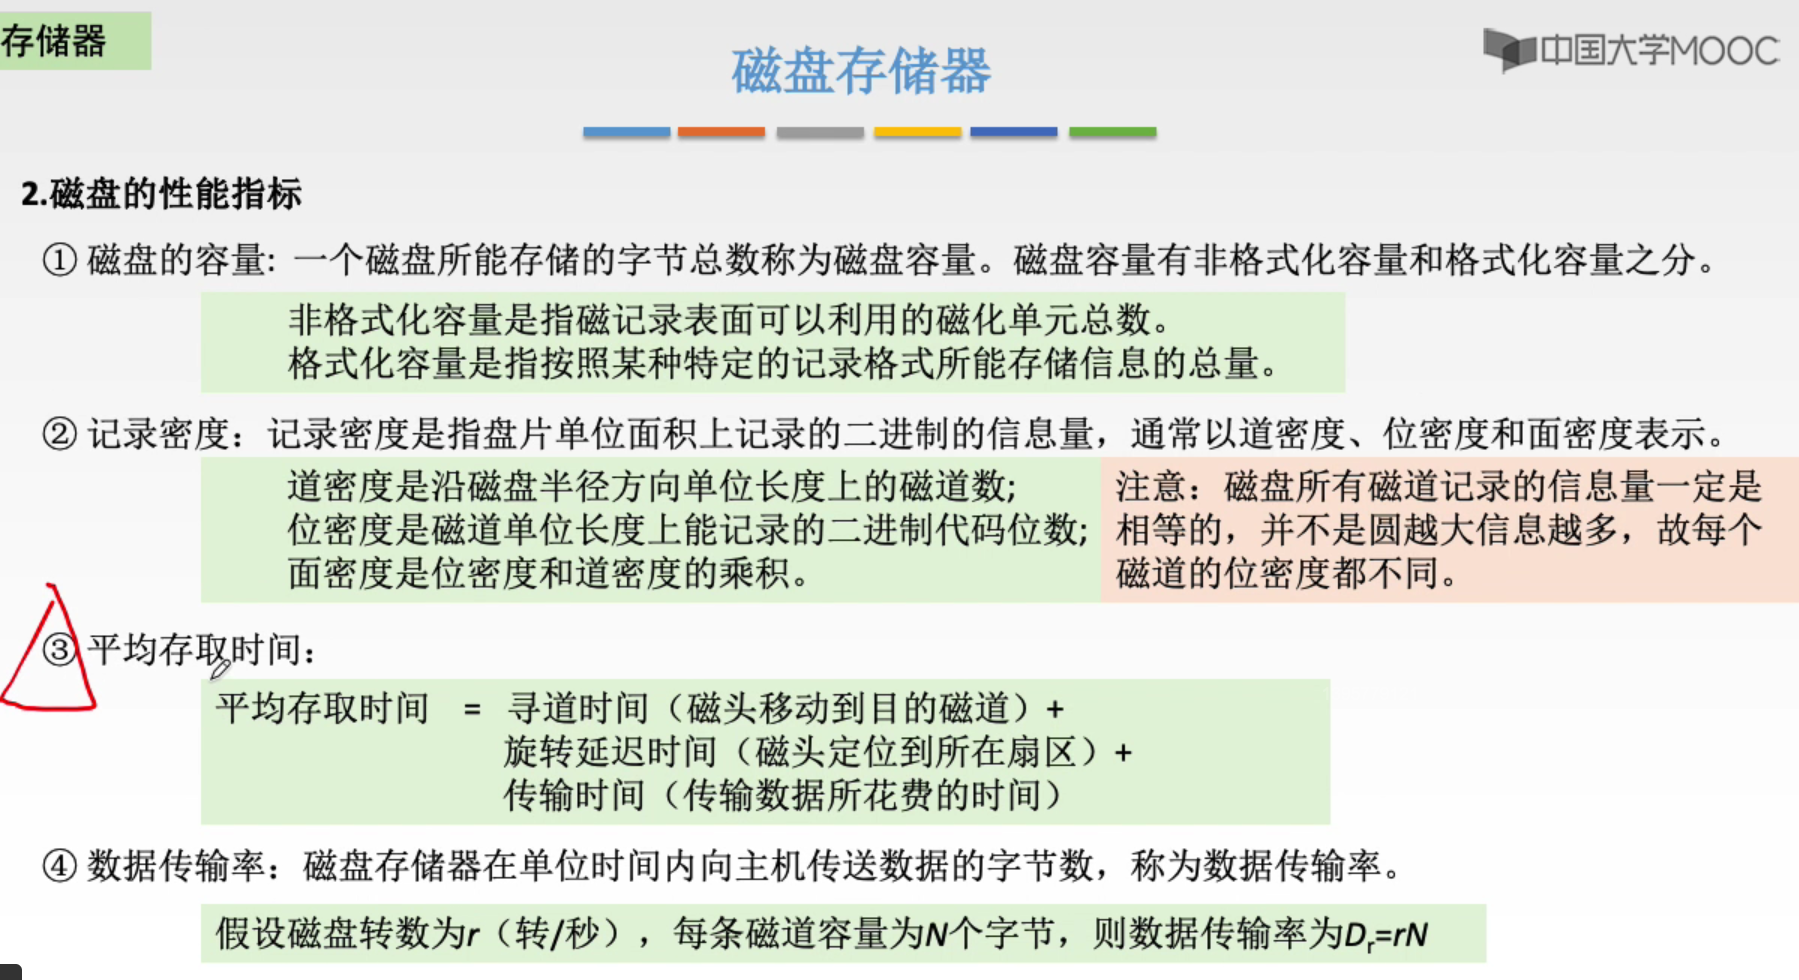 存储器
中国大学MOOC
磁盘存储器
2.磁盘的性能指标
① 磁盘的容量: 一个磁盘所能存储的字节总数称为磁盘容量。磁盘容量有非格式化容量和格式化容量之分。
非格式化容量是指磁记录表面可以利用的磁化单元总数。
格式化容量是指按照某种特定的记录格式所能存储信息的总量。
② 记录密度：记录密度是指盘片单位面积上记录的二进制的信息量，通常以道密度、位密度和面密度表示。
道密度是沿磁盘半径方向单位长度上的磁道数;
位密度是磁道单位长度上能记录的二进制代码位数;
面密度是位密度和道密度的乘积。
注意：磁盘所有磁道记录的信息量一定是
相等的，并不是圆越大信息越多，故每个
磁道的位密度都不同。
③ 平均存取时间：
平均存取时间 = 寻道时间（磁头移动到目的磁道）+
旋转延迟时间（磁头定位到所在扇区）+
传输时间（传输数据所花费的时间）
④ 数据传输率：磁盘存储器在单位时间内向主机传送数据的字节数，称为数据传输率。
假设磁盘转数为r（转/秒），每条磁道容量为N个字节，则数据传输率为Dr=rN